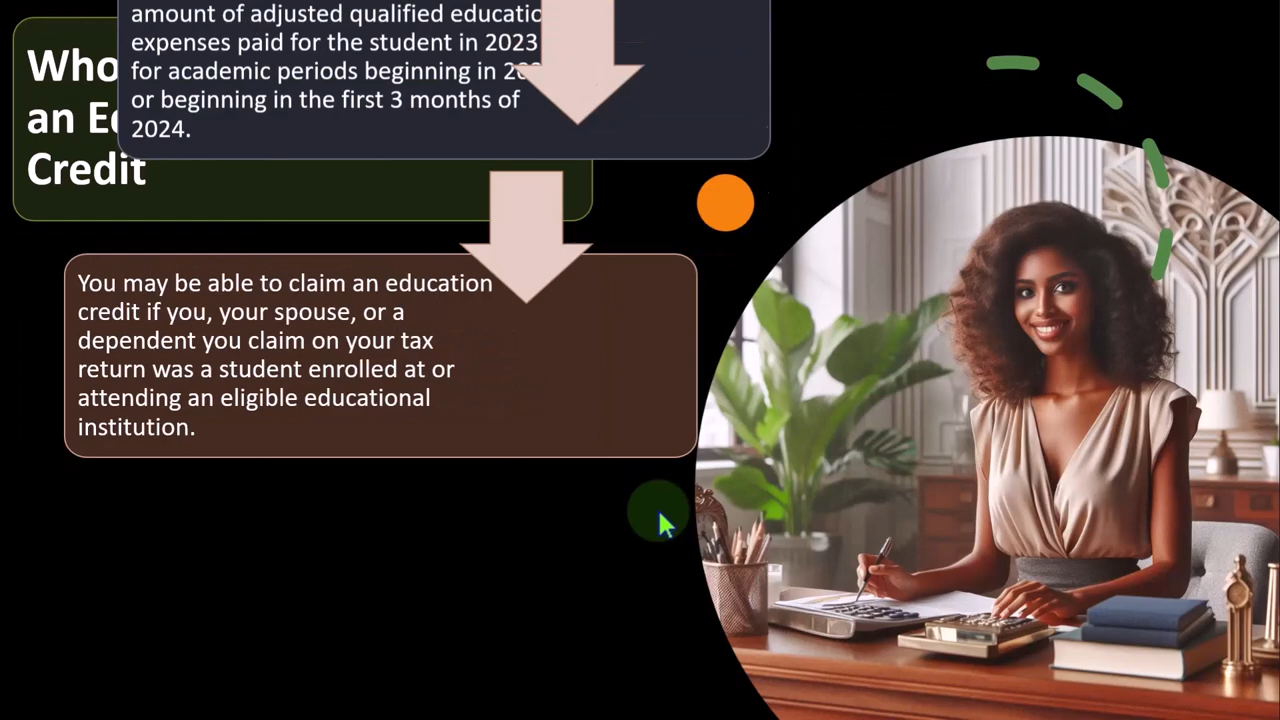 Who
an E
Credit
amount of adjusted qualified educatio
expenses paid for the student in 2023
for academic periods beginning in
or beginning in the first 3 months of
2024.
You may be able to claim an education
credit if you, your spouse, or a
dependent you claim on your tax
return was a student enrolled at or
attending an eligible educational
institution.